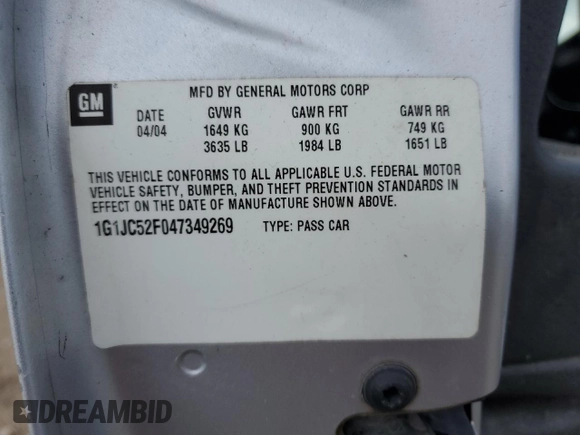 GM
MFD BY GENERAL MOTORS CORP
DATE GVWR GAWR FRT GAWR RR
04/04 1649 KG 900 KG 749 KG
3635 LB 1984 LB 1651 LB
THIS VEHICLE CONFORMS TO ALL APPLICABLE U.S. FEDERAL MOTOR
VEHICLE SAFETY, BUMPER, AND THEFT PREVENTION STANDARDS IN
EFFECT ON THE DATE OF MANUFACTURE SHOWN ABOVE.
1G1JC52F047349269 TYPE: PASS CAR
DREAMBID